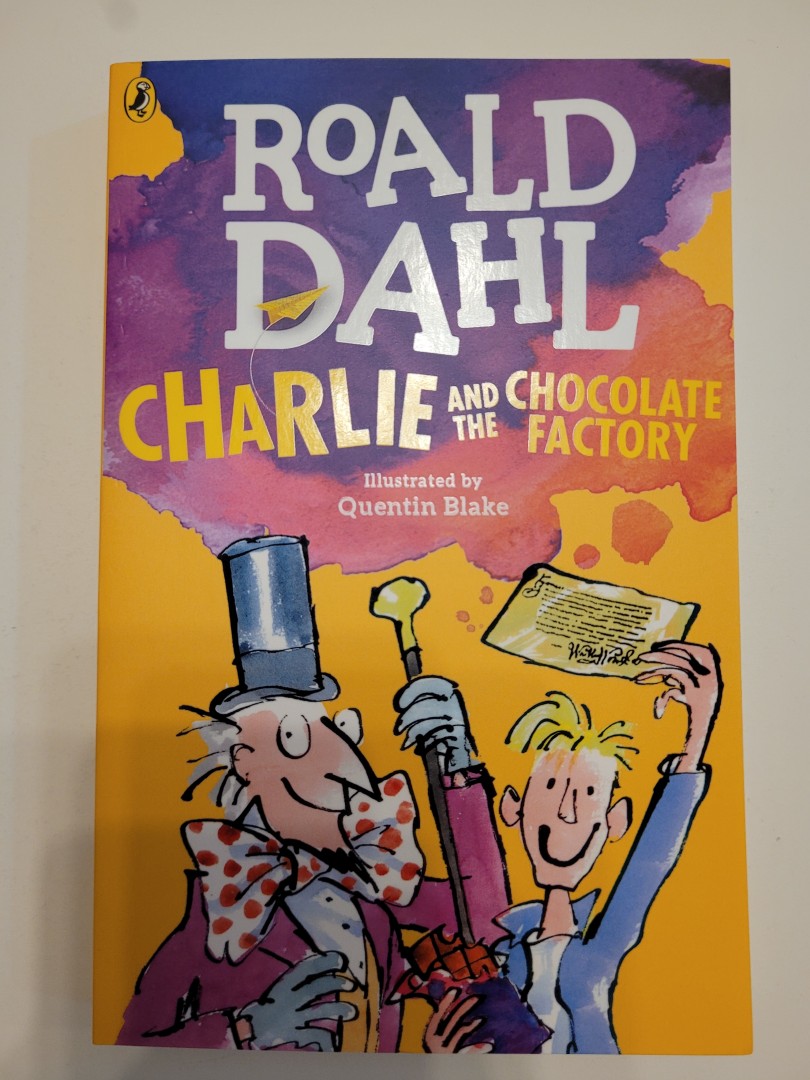 ROALD
DAHL
CHARLIE AND THE CHOCOLATE FACTORY
Illustrated by
Quentin Blake